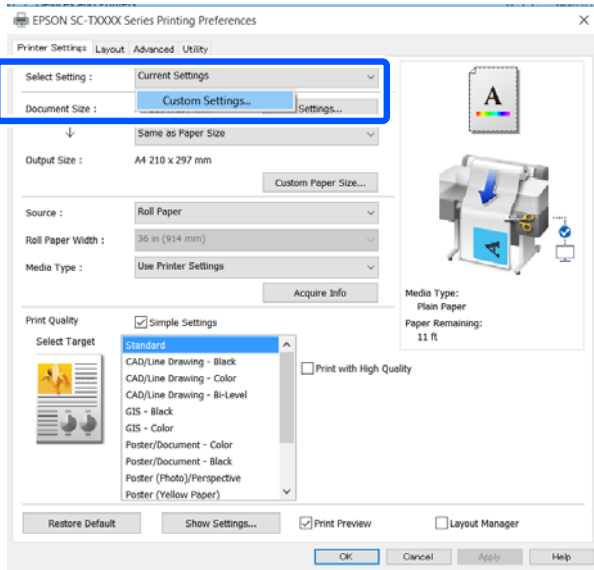 EPSON SC-TXXXX Series Printing Preferences
Printer Settings Layout Advanced Utility
Select Setting : Current Settings
Custom Settings...
Document Size : Settings...
Same as Paper Size
Output Size : A4 210 x 297 mm
Custom Paper Size...
Source : Roll Paper
Roll Paper Width : 36 in (914 mm)
Media Type : Use Printer Settings
Acquire Info
A
A
Media Type:
Plain Paper
Paper Remaining:
11 ft
Print Quality Simple Settings
Select Target
Standard
CAD/Line Drawing - Black
CAD/Line Drawing - Color
CAD/Line Drawing - Bi-Level
GIS - Black
GIS - Color
Poster/Document - Color
Poster/Document - Black
Poster (Photo)/Perspective
Poster (Yellow Paper)
Print with High Quality
Restore Default Show Settings... Print Preview Layout Manager
OK Cancel Apply Help